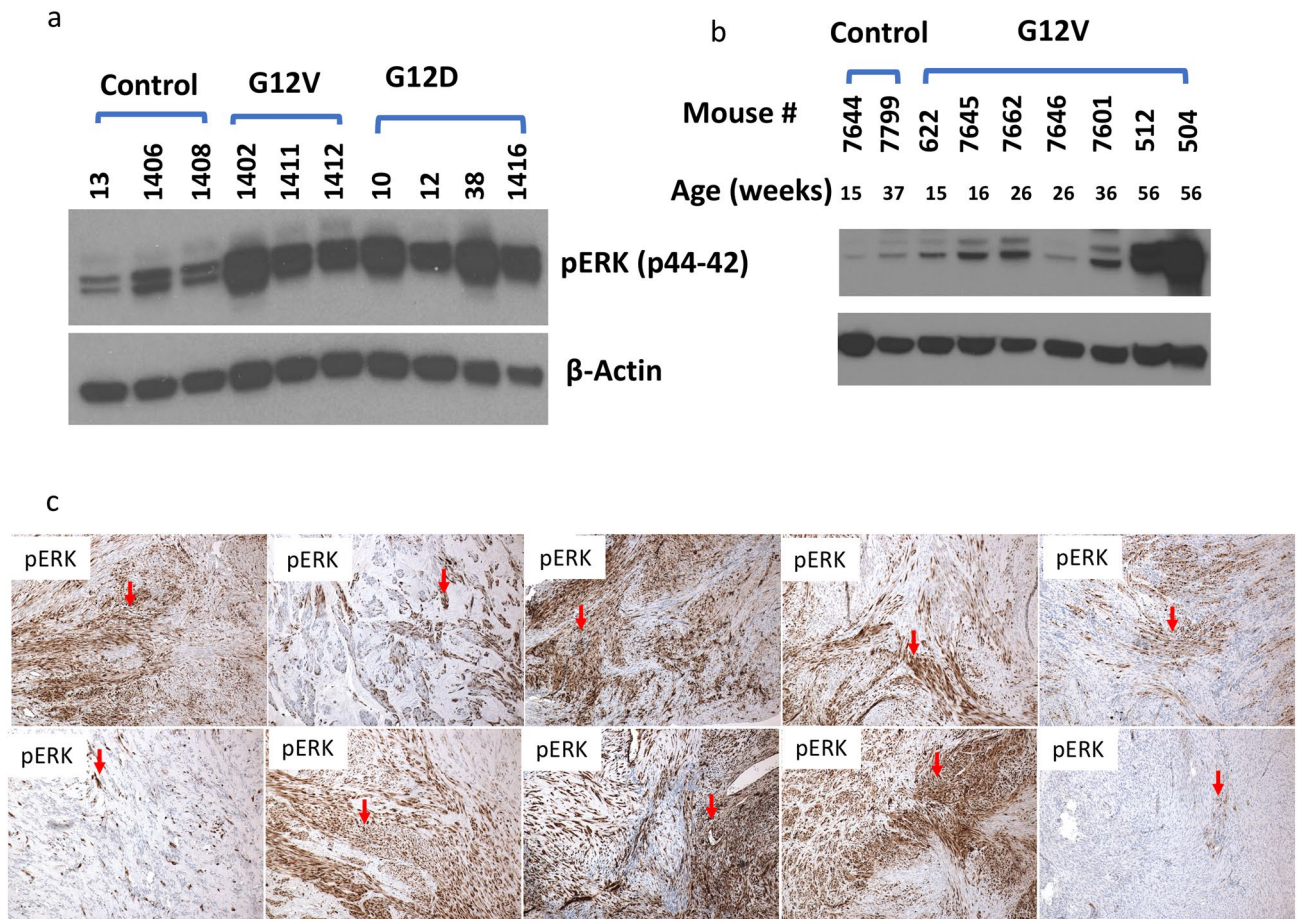 a
Control G12V G12D
13 1406 1408 1402 1411 1412 10 12 38 1416
pERK (p44-42)
β-Actin
b
Control G12V
Mouse # 7644 7799 622 7645 7662 7646 7601 512 504
Age (weeks) 15 37 15 16 26 26 36 56 56
c
pERK pERK pERK pERK pERK
pERK pERK pERK pERK pERK